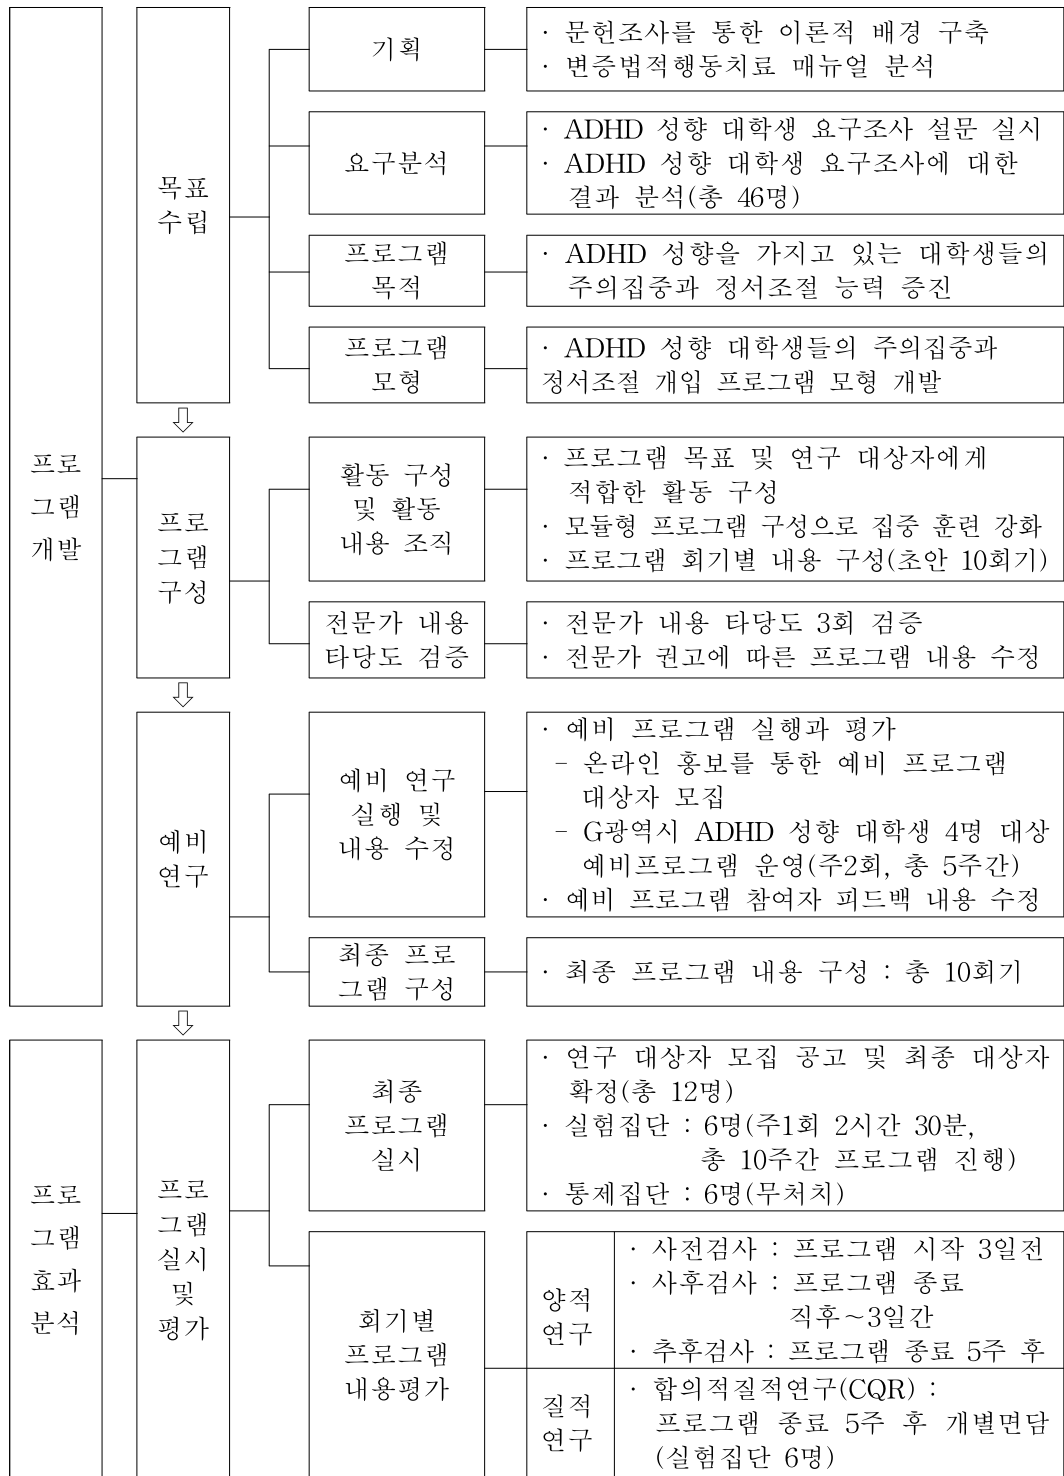 프로
그램
개발
목표
수립
기획
· 문헌조사를 통한 이론적 배경 구축
· 변증법적행동치료 매뉴얼 분석
요구분석
· ADHD 성향 대학생 요구조사 설문 실시
· ADHD 성향 대학생 요구조사에 대한
결과 분석(총 46명)
프로그램
목적
· ADHD 성향을 가지고 있는 대학생들의
주의집중과 정서조절 능력 증진
프로그램
모형
· ADHD 성향 대학생들의 주의집중과
정서조절 개입 프로그램 모형 개발
⇩
프로
그램
구성
활동 구성
및 활동
내용 조직
· 프로그램 목표 및 연구 대상자에게
적합한 활동 구성
· 모듈형 프로그램 구성으로 집중 훈련 강화
· 프로그램 회기별 내용 구성(초안 10회기)
전문가 내용
타당도 검증
· 전문가 내용 타당도 3회 검증
· 전문가 권고에 따른 프로그램 내용 수정
⇩
예비
연구
예비 연구
실행 및
내용 수정
· 예비 프로그램 실행과 평가
- 온라인 홍보를 통한 예비 프로그램
대상자 모집
- G광역시 ADHD 성향 대학생 4명 대상
예비프로그램 운영(주2회, 총 5주간)
· 예비 프로그램 참여자 피드백 내용 수정
최종 프로
그램 구성
· 최종 프로그램 내용 구성 : 총 10회기
⇩
프로
그램
효과
분석
프로
그램
실시
및
평가
최종
프로그램
실시
· 연구 대상자 모집 공고 및 최종 대상자
확정(총 12명)
· 실험집단 : 6명(주1회 2시간 30분,
총 10주간 프로그램 진행)
· 통제집단 : 6명(무처치)
회기별
프로그램
내용평가
양적
연구
· 사전검사 : 프로그램 시작 3일전
· 사후검사 : 프로그램 종료
직후~3일간
· 추후검사 : 프로그램 종료 5주 후
질적
연구
· 합의적질적연구(CQR) :
프로그램 종료 5주 후 개별면담
(실험집단 6명)